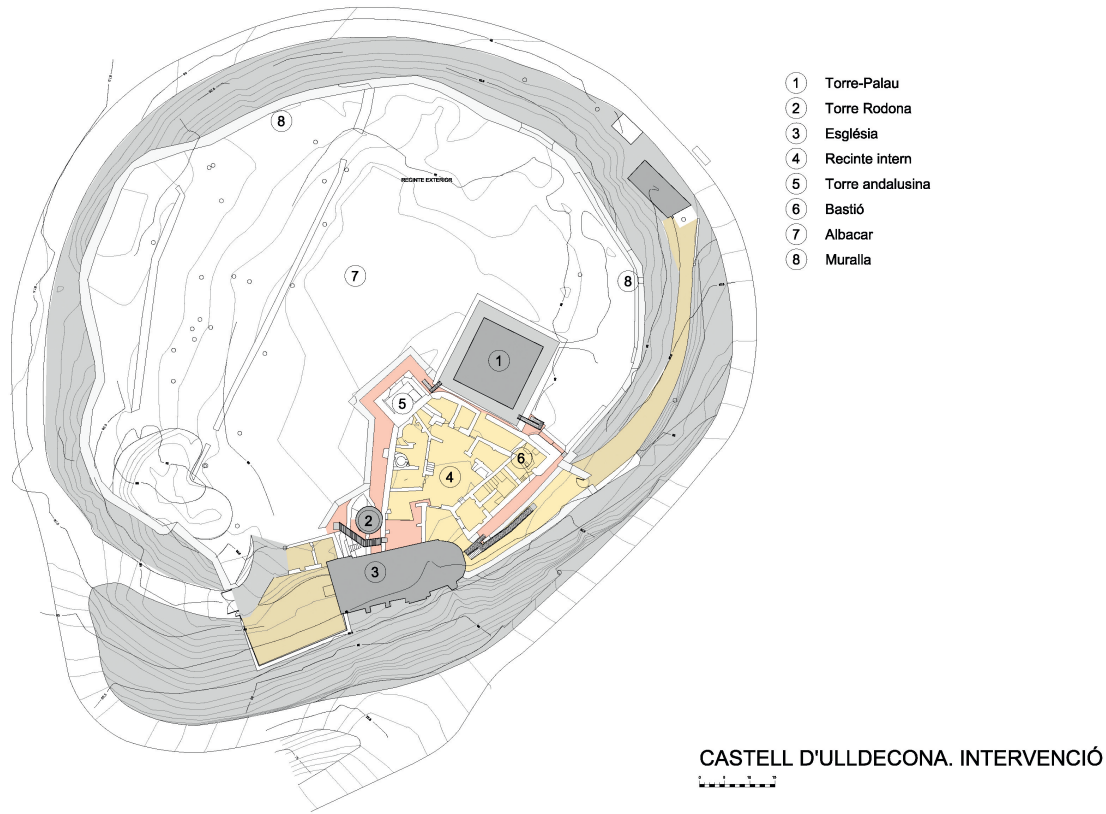 1 Torre-Palau
2 Torre Rodona
3 Església
4 Recinte intern
5 Torre andalusina
6 Bastió
7 Albacar
8 Muralla
8
RECINTE EXTERIOR
7
8
1
5
6
4
2
3
CASTELL D'ULLDECONA. INTERVENCIÓ